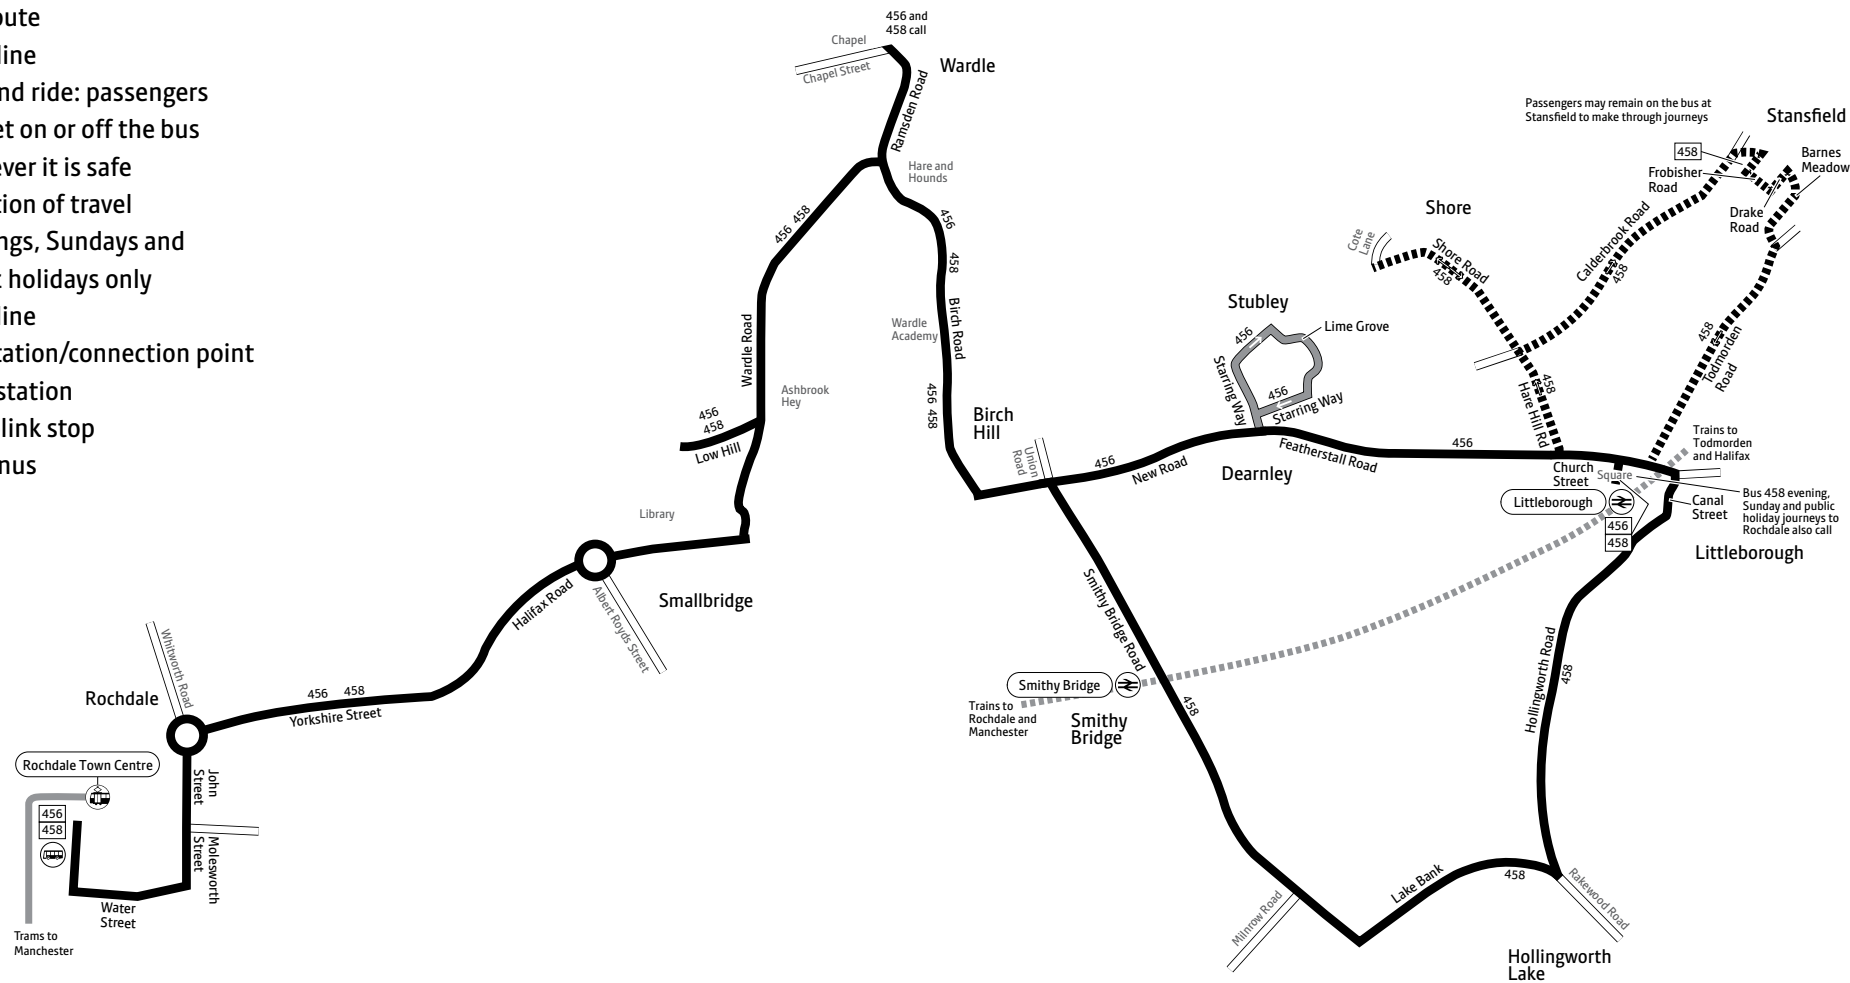 oute
line
nd ride: passengers
et on or off the bus
ever it is safe
tion of travel
ngs, Sundays and
c holidays only
line
tation/connection point
station
link stop
nus
456 and
458 call
Chapel
Chapel Street
Wardle
Ramsden Road
Hare and
Hounds
456 458
456
458
Birch Road
Wardle
Academy
Wardle Road
Ashbrook
Hey
456
458
Low Hill
456 458
Birch
Hill
Library
Smallbridge
Halifax Road
Albert Royds Street
Whitworth Road
Rochdale
456 458
Yorkshire Street
Rochdale Town Centre
John
Street
456
458
Molesworth
Street
Water
Street
Trams to
Manchester
Passengers may remain on the bus at
Stansfield to make through journeys
Stansfield
458
Barnes
Meadow
Frobisher
Road
Drake
Road
Shore
Cote
Lane
Shore Road
458
Calderbrook Road
458
458
Todmorden
Road
458
Hare Hill Rd
Stubley
Lime Grove
456
Starring Way
456
Starring Way
Union
Road
456
New Road
Dearnley
Featherstall Road
456
Trains to
Todmorden
and Halifax
Church
Street
Square
Littleborough
456
458
Canal
Street
Bus 458 evening,
Sunday and public
holiday journeys to
Rochdale also call
Littleborough
Smithy Bridge Road
Smithy Bridge
Trains to
Rochdale and
Manchester
Smithy
Bridge
458
Hollingworth Road
458
Milnrow Road
Lake Bank
458
Rakewood Road
Hollingworth
Lake